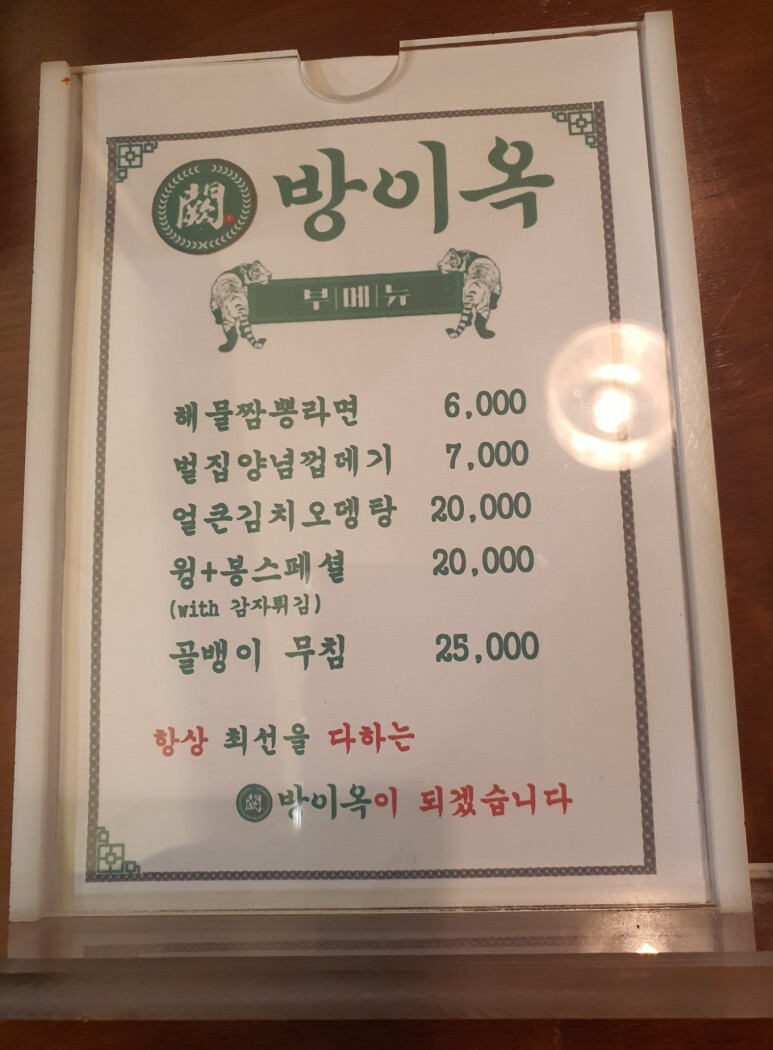 闕 방이옥
부|메|뉴
해물짬뽕라면 6,000
벌집양념껍데기 7,000
얼큰김치오뎅탕 20,000
윙+봉스페셜 20,000
(with 감자튀김)
골뱅이 무침 25,000
항상 최선을 다하는
闕 방이옥이 되겠습니다